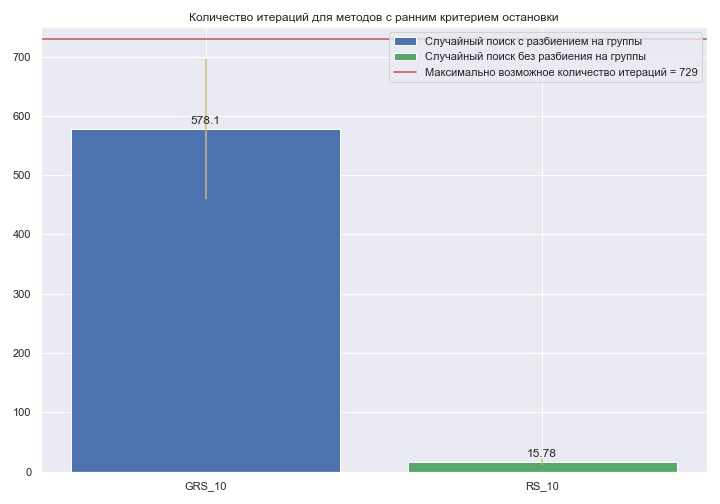 Количество итераций для методов с ранним критерием остановки
Случайный поиск с разбиением на группы
Случайный поиск без разбиения на группы
Максимально возможное количество итераций = 729
700
600
500
400
300
200
100
0
578.1
15.78
GRS_10
RS_10